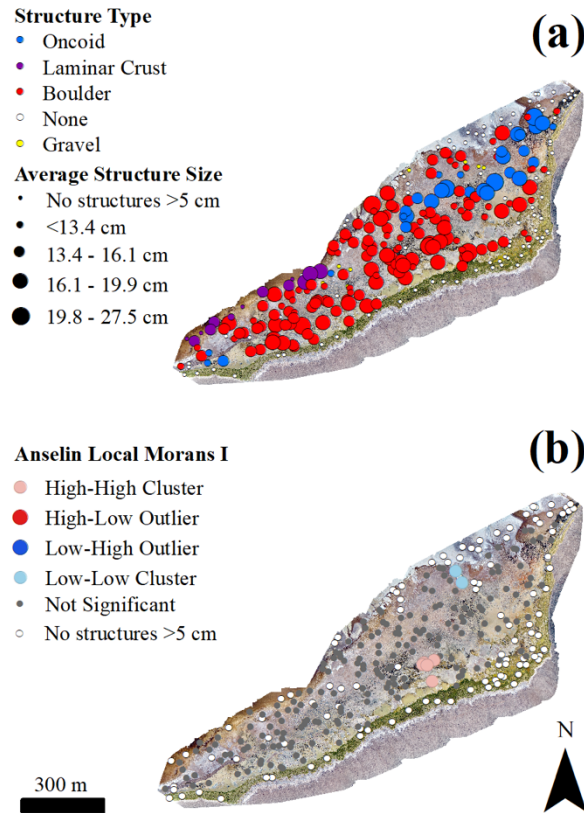 Structure Type
(a)
Oncoid
Laminar Crust
Boulder
None
Gravel
Average Structure Size
No structures >5 cm
<13.4 cm
13.4 - 16.1 cm
16.1 - 19.9 cm
19.8 - 27.5 cm
(b)
Anselin Local Morans I
High-High Cluster
High-Low Outlier
Low-High Outlier
Low-Low Cluster
Not Significant
No structures >5 cm
N
300 m